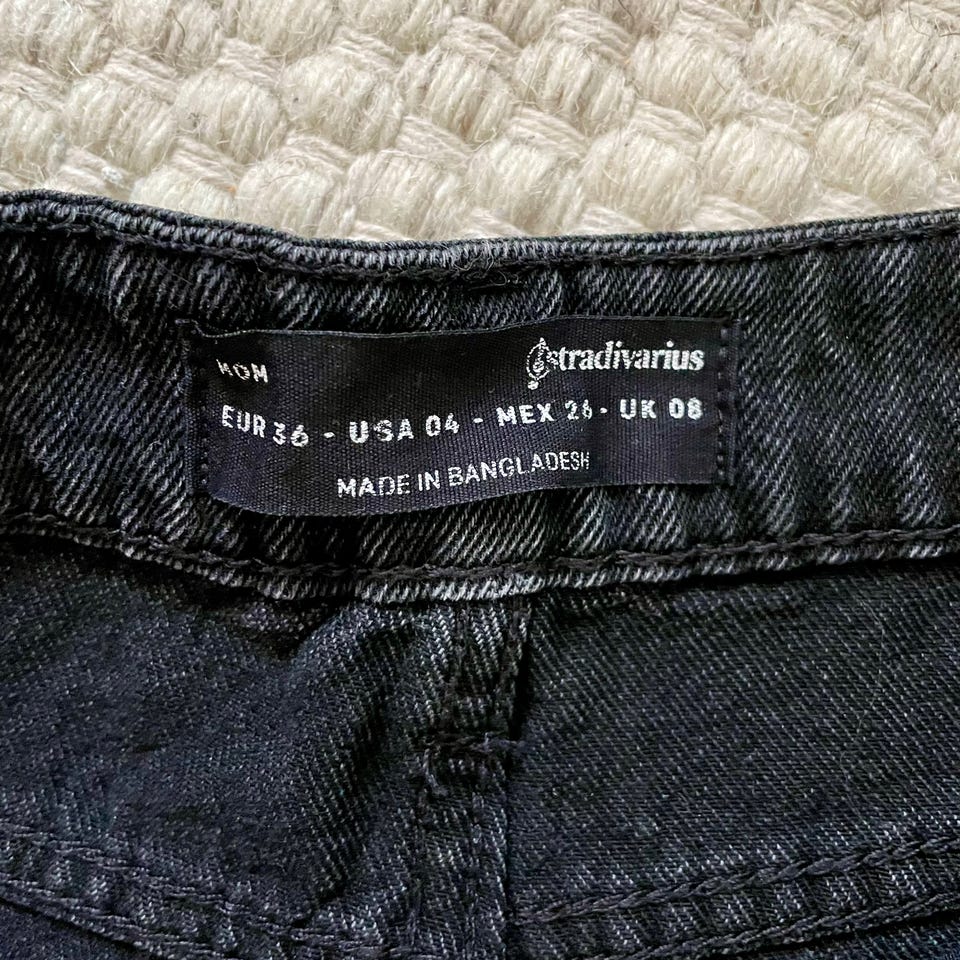 MOM
stradivarius
EUR 36 - USA 04 - MEX 26 - UK 08
MADE IN BANGLADESH